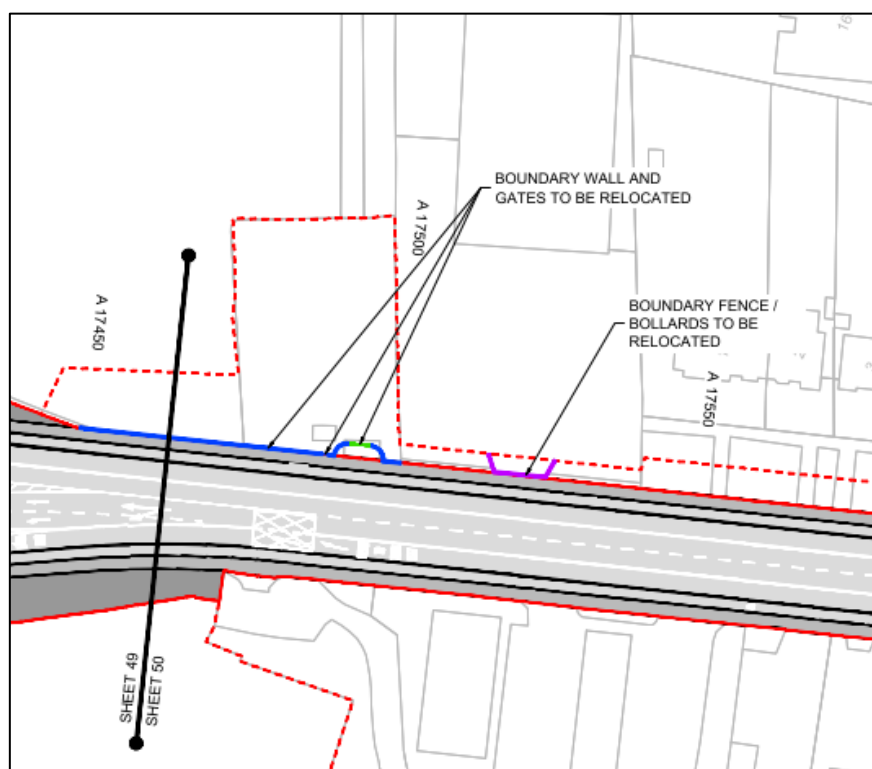 BOUNDARY WALL AND
GATES TO BE RELOCATED
A 17500
A 17450
BOUNDARY FENCE /
BOLLARDS TO BE
RELOCATED
A 17550
SHEET 49
SHEET 50